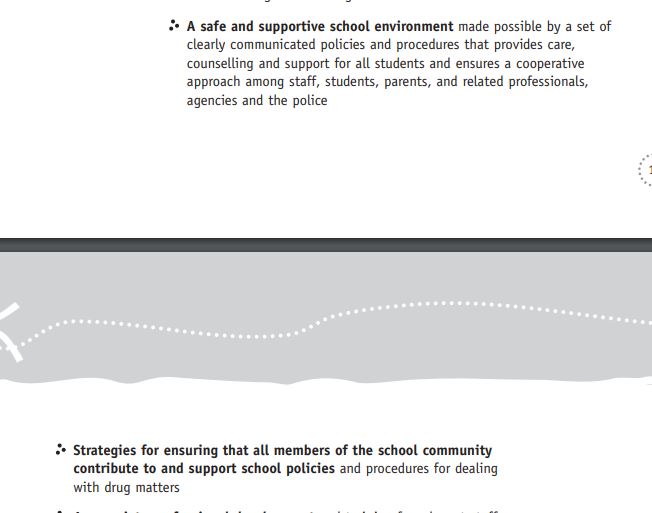 A safe and supportive school environment made possible by a set of
clearly communicated policies and procedures that provides care,
counselling and support for all students and ensures a cooperative
approach among staff, students, parents, and related professionals,
agencies and the police
1
Strategies for ensuring that all members of the school community
contribute to and support school policies and procedures for dealing
with drug matters